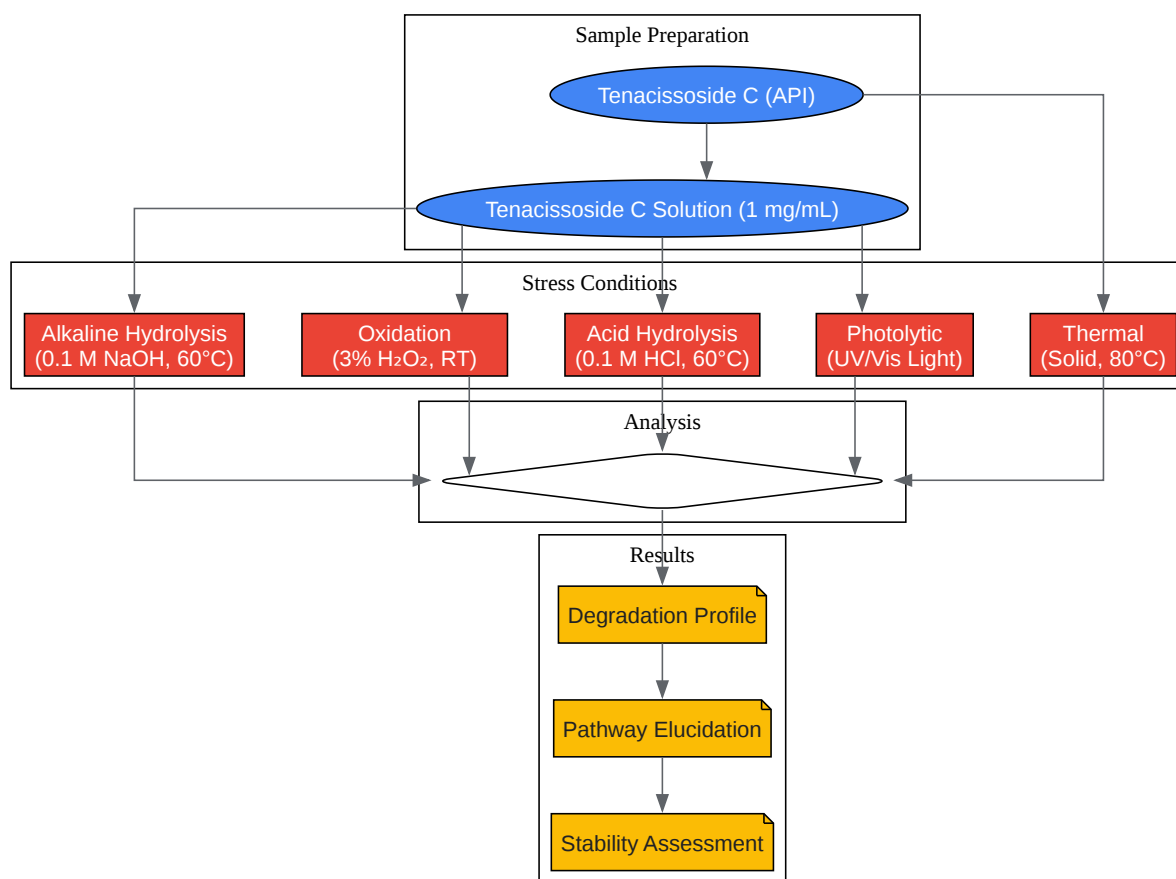 Sample Preparation
Tenacissoside C (API)
Tenacissoside C Solution (1 mg/mL)
Stress Conditions
Alkaline Hydrolysis
(0.1 M NaOH, 60°C)
Oxidation
(3% H₂O₂, RT)
Acid Hydrolysis
(0.1 M HCl, 60°C)
Photolytic
(UV/Vis Light)
Thermal
(Solid, 80°C)
Analysis
Results
Degradation Profile
Pathway Elucidation
Stability Assessment